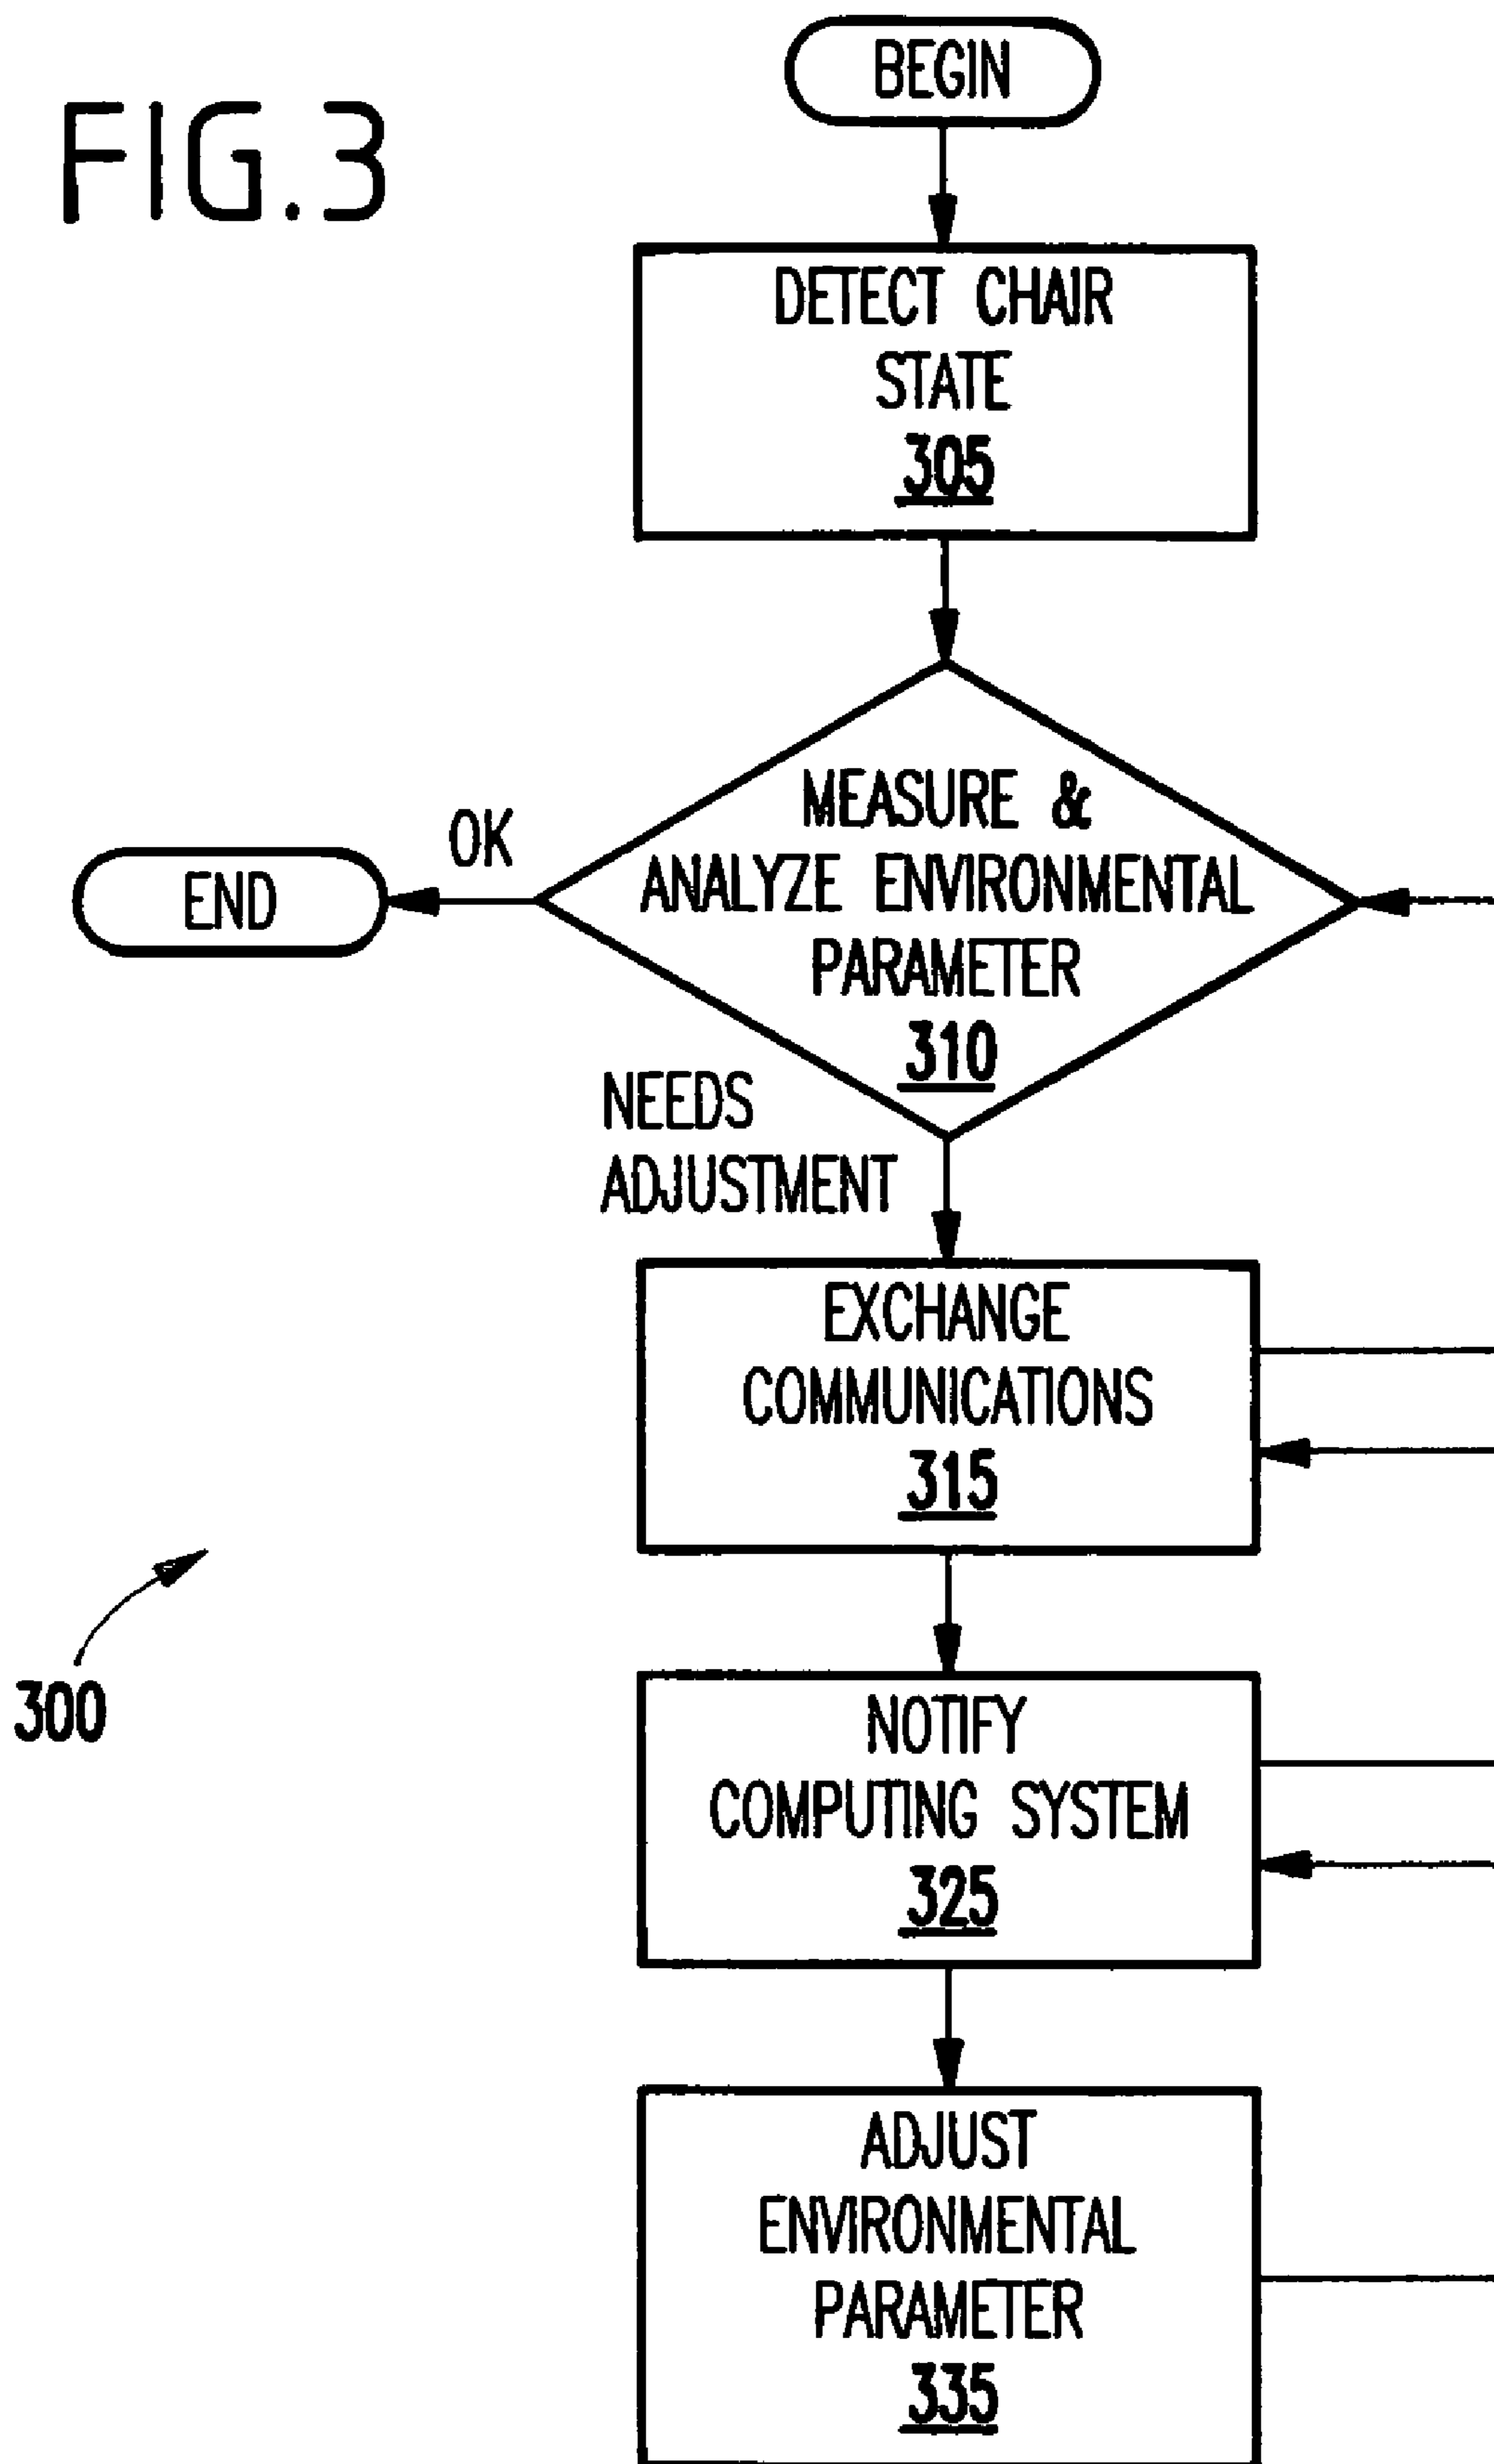 FIG.3
BEGIN
DETECT CHAIR
STATE
305
MEASURE &
ANALYZE ENVIRONMENTAL
PARAMETER
310
OK
END
NEEDS
ADJUSTMENT
EXCHANGE
COMMUNICATIONS
315
300
NOTIFY
COMPUTING SYSTEM
325
ADJUST
ENVIRONMENTAL
PARAMETER
335